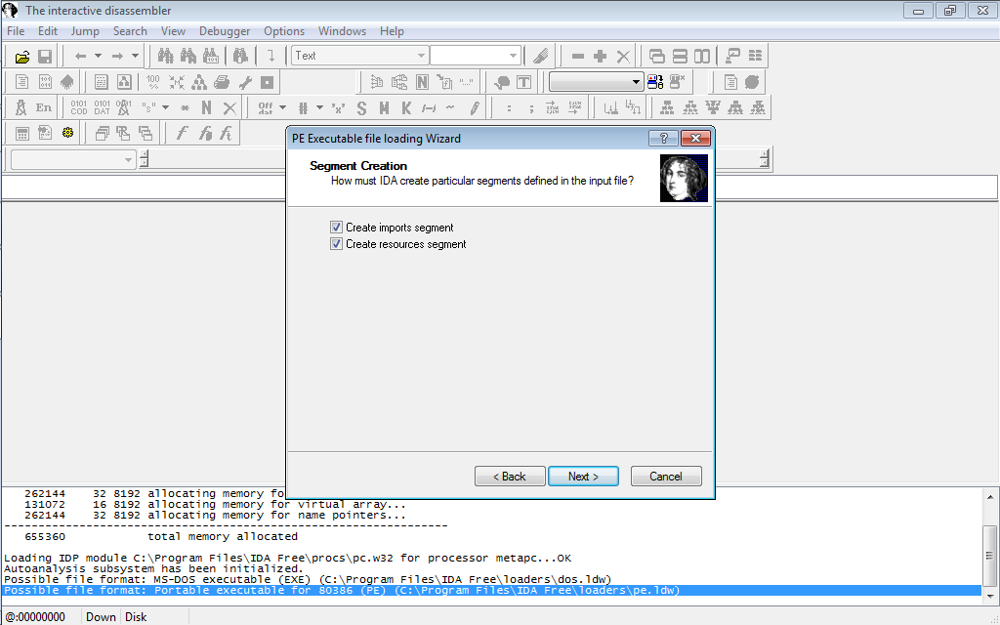 The interactive disassembler
File Edit Jump Search View Debugger Options Windows Help
Text
PE Executable file loading Wizard
Segment Creation
How must IDA create particular segments defined in the input file?
Create imports segment
Create resources segment
< Back Next > Cancel
262144 32 8192 allocating memory fo
131072 16 8192 allocating memory for virtual array...
262144 32 8192 allocating memory for name pointers...
-----------------------------------------------------------------
655360 total memory allocated
Loading IDP module C:\Program Files\IDA Free\procs\pc.w32 for processor metapc...OK
Autoanalysis subsystem has been initialized.
Possible file format: MS-DOS executable (EXE) (C:\Program Files\IDA Free\loaders\dos.ldw)
Possible file format: Portable executable for 80386 (PE) (C:\Program Files\IDA Free\loaders\pe.ldw)
@:00000000 Down Disk